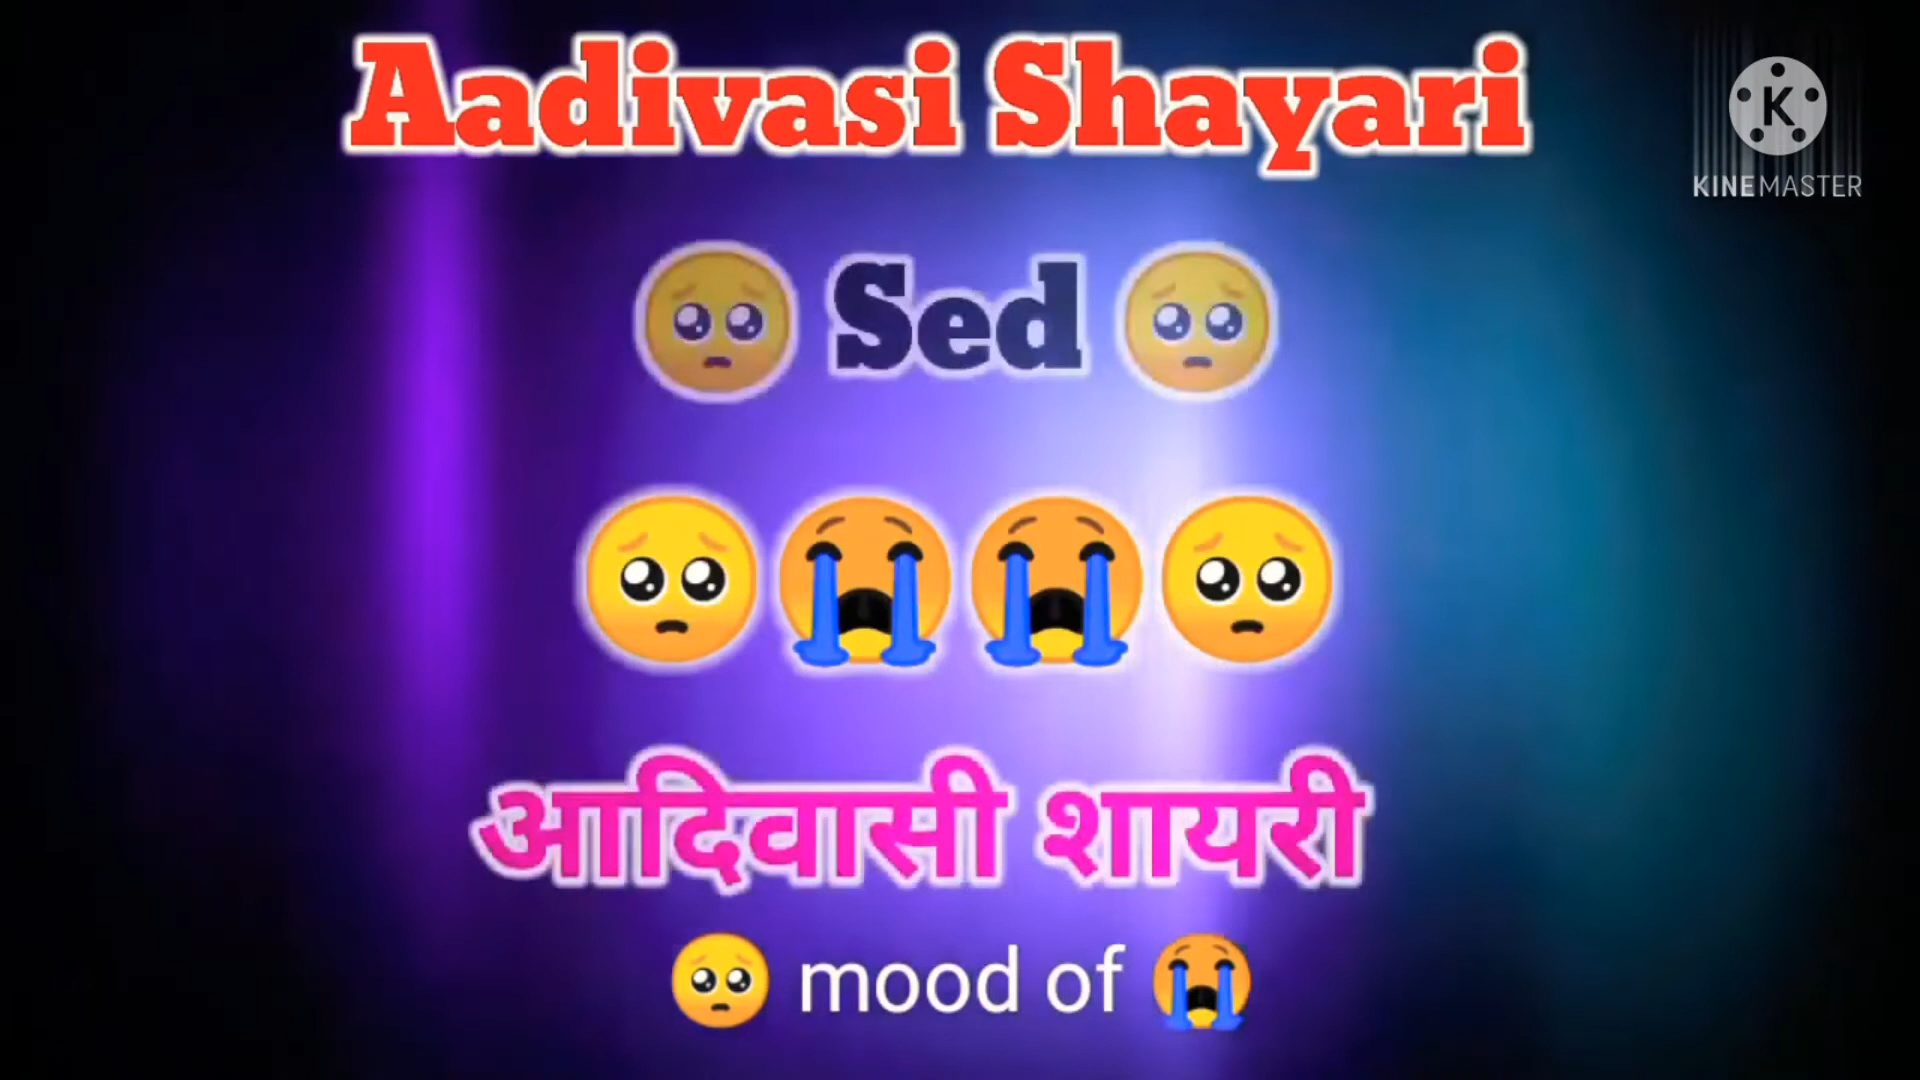 Aadivasi Shayari
KINEMASTER
🥺 Sed 🥺
🥺😭😭🥺
आदिवासी शायरी
🥺 mood of 😭